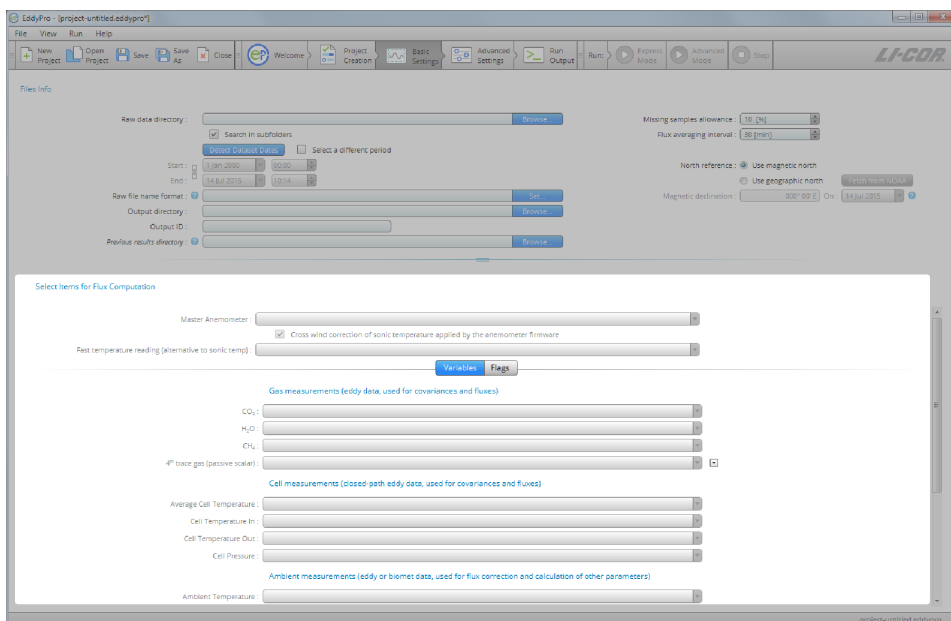 EddyPro - [project-untitled.eddypro*]
File View Run Help
New Project Open Project Save Save As Close Welcome Project Creation Basic Settings Advanced Settings Run Output Run: Express Mode Advanced Mode Stop LI-COR
Files Info
Raw data directory : Browse... Missing samples allowance : 10 [%]
Search in subfolders Flux averaging interval : 30 [min]
Detect Dataset Dates Select a different period
Start : 1 Jan 2000 00:00 North reference : Use magnetic north
End : 14 Jul 2015 10:14 Use geographic north Fetch from NOAA
Raw file name format : ? Set... Magnetic declination : 000° 00' E On : 14 Jul 2015 ?
Output directory : Browse...
Output ID :
Previous results directory : ? Browse...
Select Items for Flux Computation
Master Anemometer :
Cross wind correction of sonic temperature applied by the anemometer firmware
Fast temperature reading (alternative to sonic temp) :
Variables Flags
Gas measurements (eddy data, used for covariances and fluxes)
CO₂ :
H₂O :
CH₄ :
4ᵗʰ trace gas (passive scalar) :
Cell measurements (closed-path eddy data, used for covariances and fluxes)
Average Cell Temperature :
Cell Temperature In :
Cell Temperature Out :
Cell Pressure :
Ambient measurements (eddy or biomet data, used for flux correction and calculation of other parameters)
Ambient Temperature :
project-untitled.eddypro